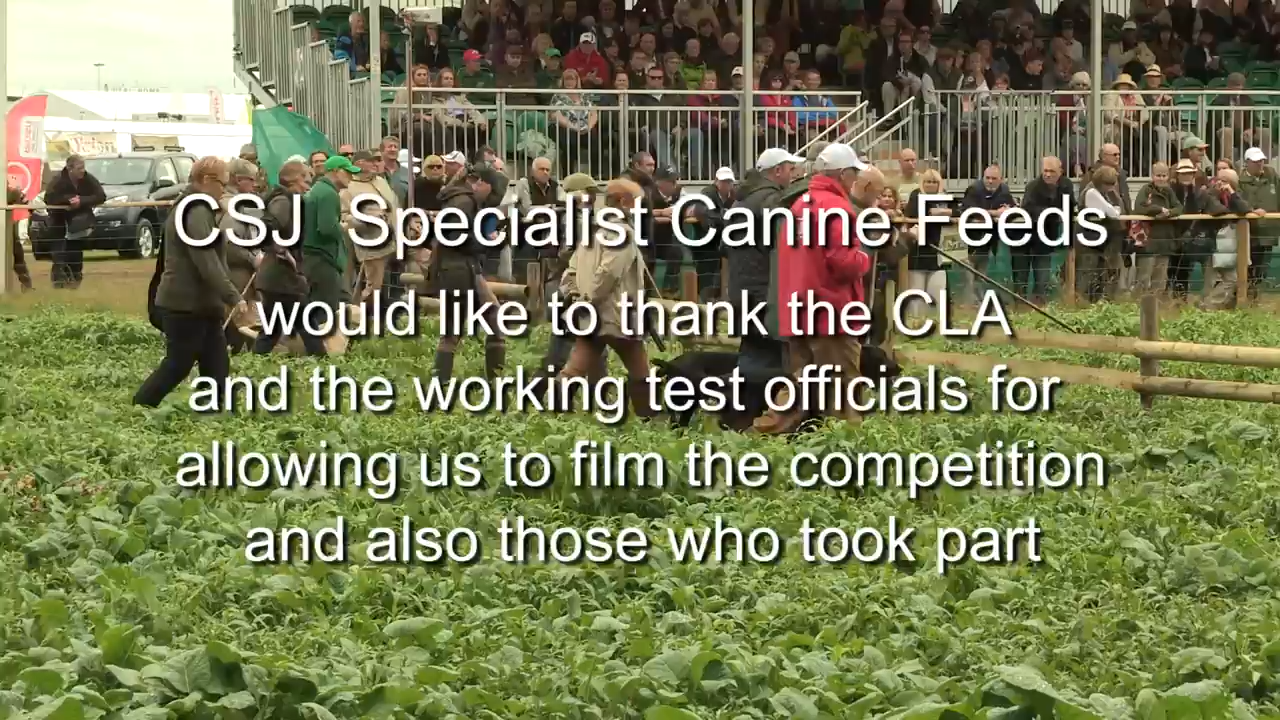 CSJ Specialist Canine Feeds
would like to thank the CLA
and the working test officials for
allowing us to film the competition
and also those who took part